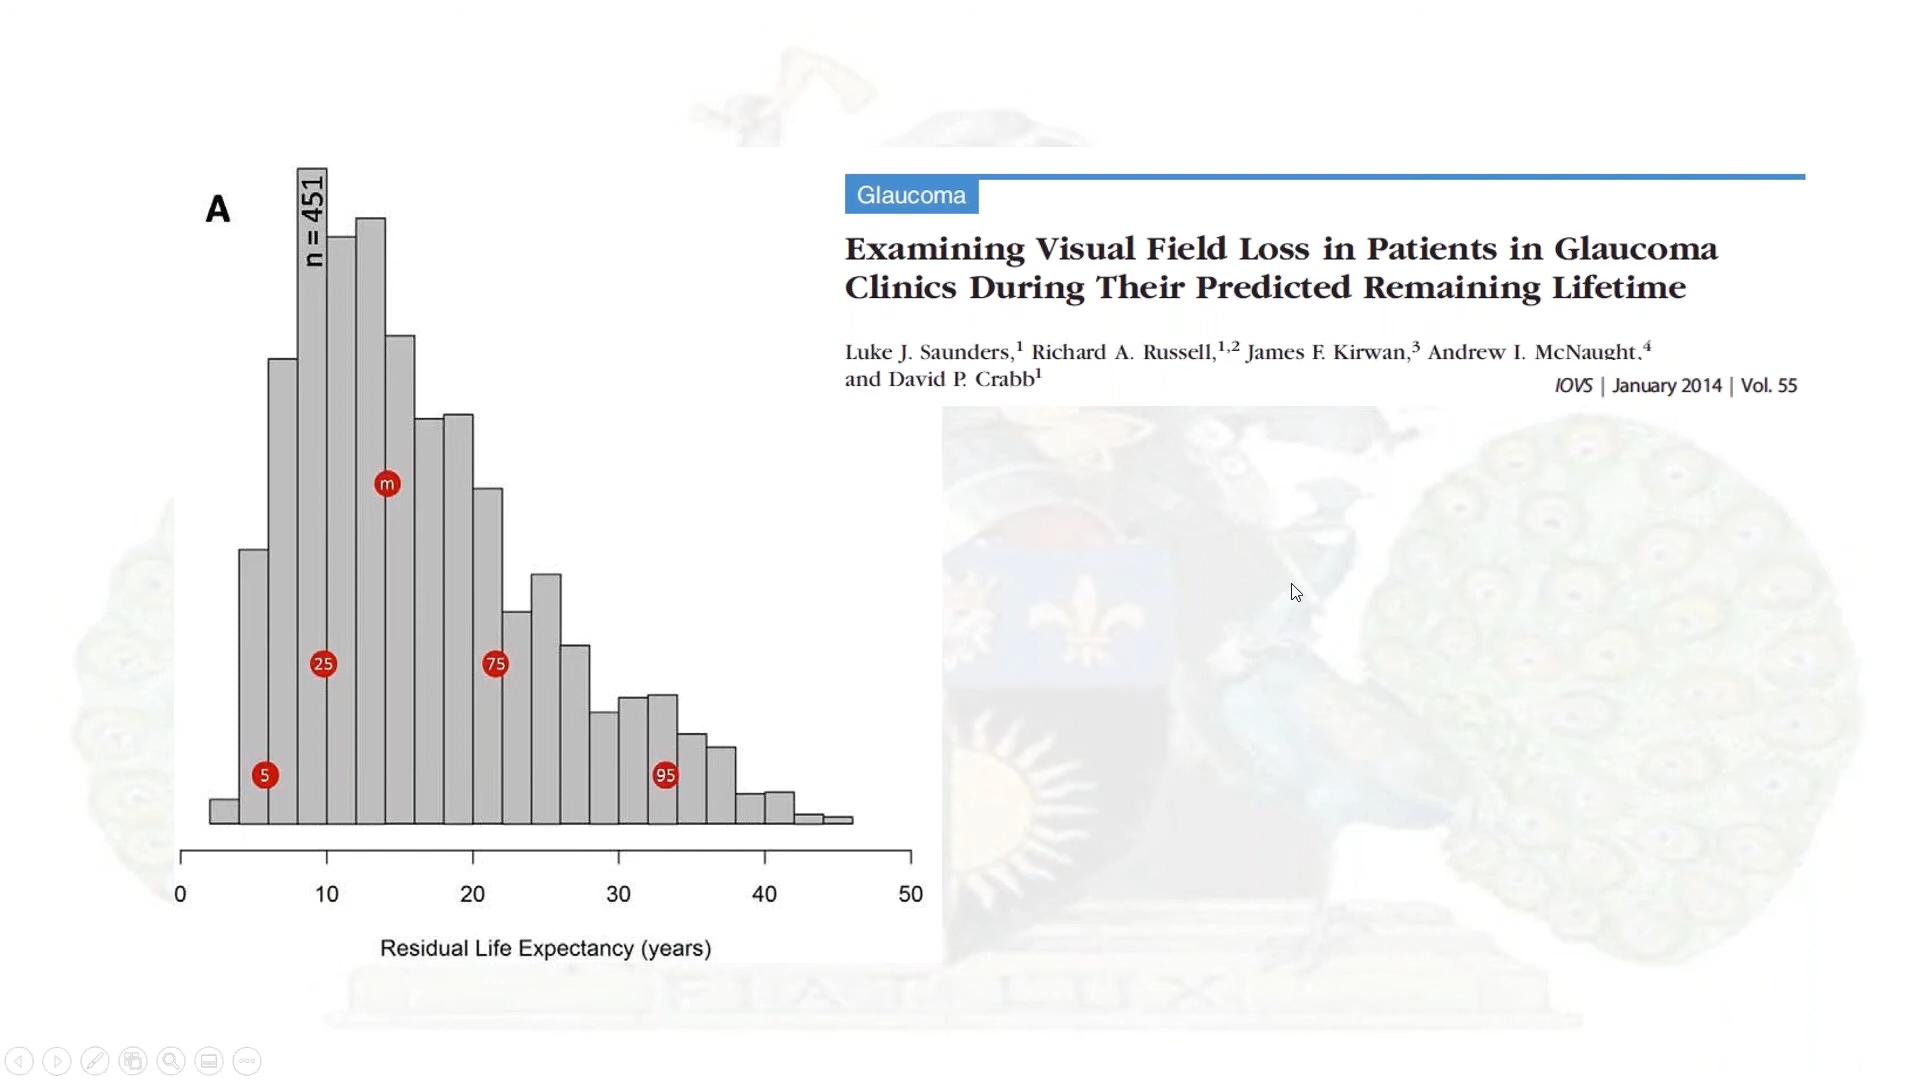 A
n = 451
m
25
75
5
95
0 10 20 30 40 50
Residual Life Expectancy (years)
Glaucoma
Examining Visual Field Loss in Patients in Glaucoma
Clinics During Their Predicted Remaining Lifetime
Luke J. Saunders,1 Richard A. Russell,1,2 James F. Kirwan,3 Andrew I. McNaught,4
and David P. Crabb1
IOVS | January 2014 | Vol. 55
FIAT LUX